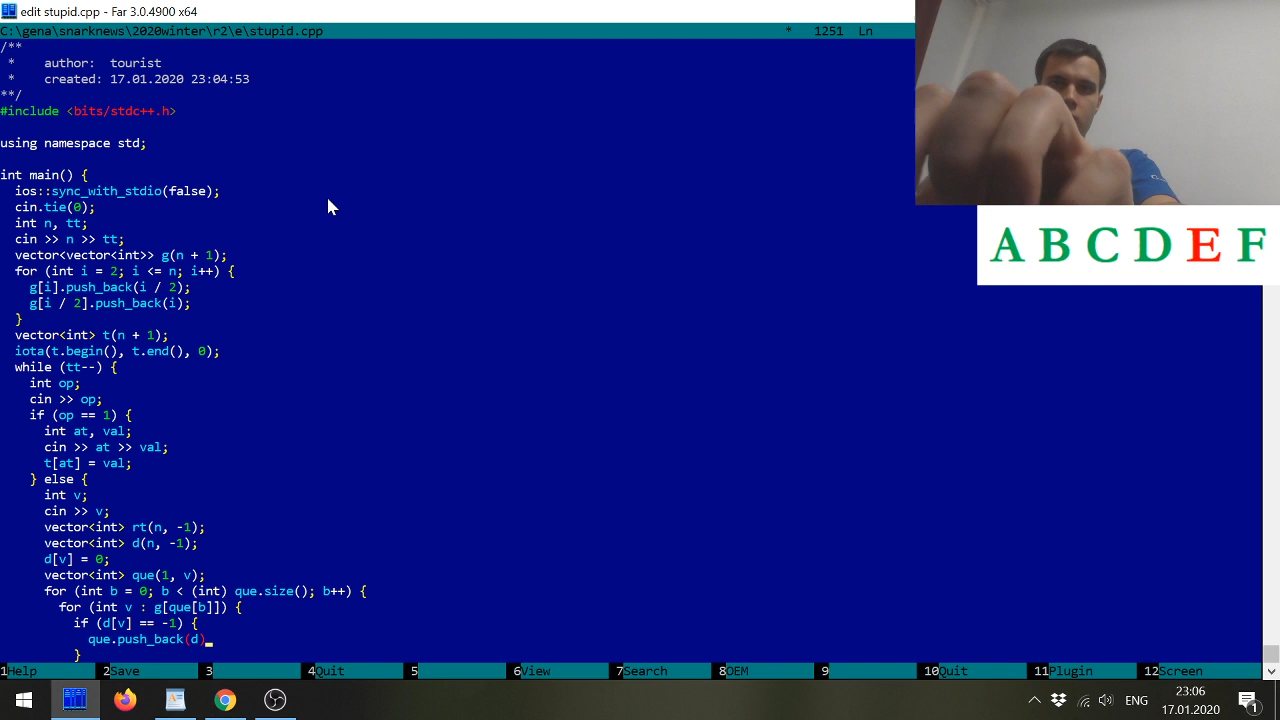 edit stupid.cpp - Far 3.0.4900 x64
C:\gena\snarknews\2020winter\r2\e\stupid.cpp * 1251 Ln
/**
 *    author:  tourist
 *    created: 17.01.2020 23:04:53
**/
#include <bits/stdc++.h>

using namespace std;

int main() {
  ios::sync_with_stdio(false);
  cin.tie(0);
  int n, tt;
  cin >> n >> tt;
  vector<vector<int>> g(n + 1);
  for (int i = 2; i <= n; i++) {
    g[i].push_back(i / 2);
    g[i / 2].push_back(i);
  }
  vector<int> t(n + 1);
  iota(t.begin(), t.end(), 0);
  while (tt--) {
    int op;
    cin >> op;
    if (op == 1) {
      int at, val;
      cin >> at >> val;
      t[at] = val;
    } else {
      int v;
      cin >> v;
      vector<int> rt(n, -1);
      vector<int> d(n, -1);
      d[v] = 0;
      vector<int> que(1, v);
      for (int b = 0; b < (int) que.size(); b++) {
        for (int v : g[que[b]]) {
          if (d[v] == -1) {
            que.push_back(d)_
          }
A B C D E F
1Help 2Save 3 4Quit 5 6View 7Search 8OEM 9 10Quit 11Plugin 12Screen
ENG
23:06
17.01.2020
1